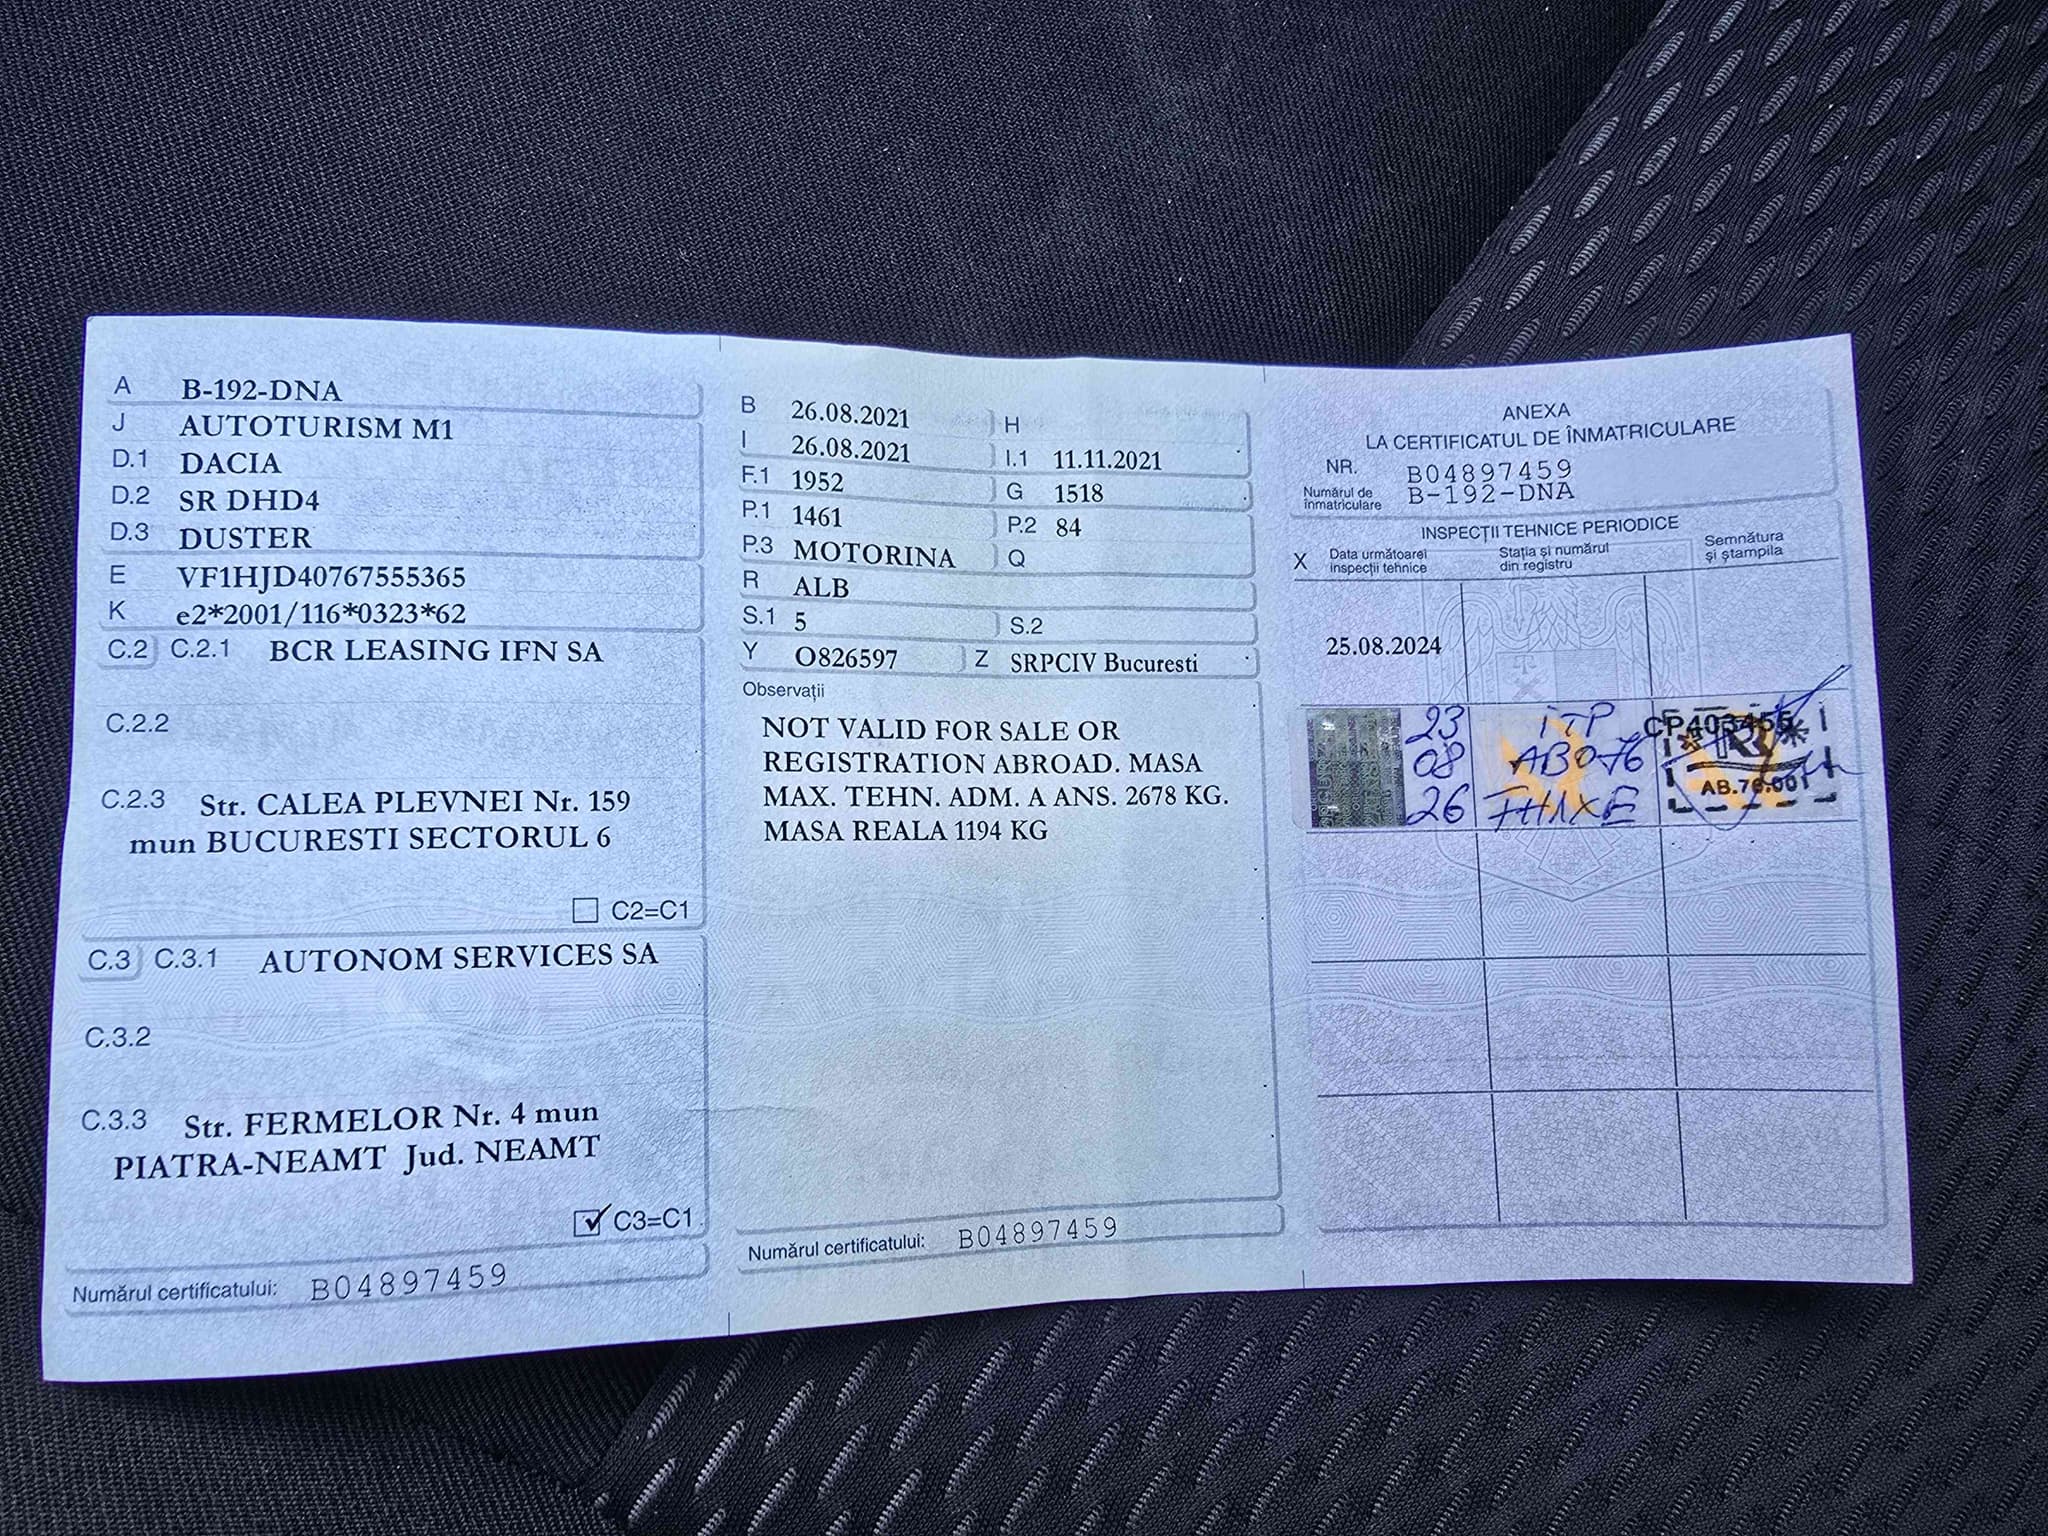 A B-192-DNA
J AUTOTURISM M1
D.1 DACIA
D.2 SR DHD4
D.3 DUSTER
E VF1HJD40767555365
K e2*2001/116*0323*62
C.2 C.2.1 BCR LEASING IFN SA
C.2.2
C.2.3 Str. CALEA PLEVNEI Nr. 159
mun BUCURESTI SECTORUL 6
C2=C1
C.3 C.3.1 AUTONOM SERVICES SA
C.3.2
C.3.3 Str. FERMELOR Nr. 4 mun
PIATRA-NEAMT Jud. NEAMT
C3=C1
Numărul certificatului: B04897459
B 26.08.2021 H
I 26.08.2021 I.1 11.11.2021
F.1 1952 G 1518
P.1 1461 P.2 84
P.3 MOTORINA Q
R ALB
S.1 5 S.2
Y O826597 Z SRPCIV Bucuresti
Observații
NOT VALID FOR SALE OR
REGISTRATION ABROAD. MASA
MAX. TEHN. ADM. A ANS. 2678 KG.
MASA REALA 1194 KG
Numărul certificatului: B04897459
ANEXA
LA CERTIFICATUL DE ÎNMATRICULARE
NR. B04897459
Numărul de
înmatriculare B-192-DNA
INSPECȚII TEHNICE PERIODICE
X Data următoarei
inspecții tehnice
Stația și numărul
din registru
Semnătura
și ștampila
25.08.2024
23
08
26
ITP
AB076
CP403455
AB.76.001